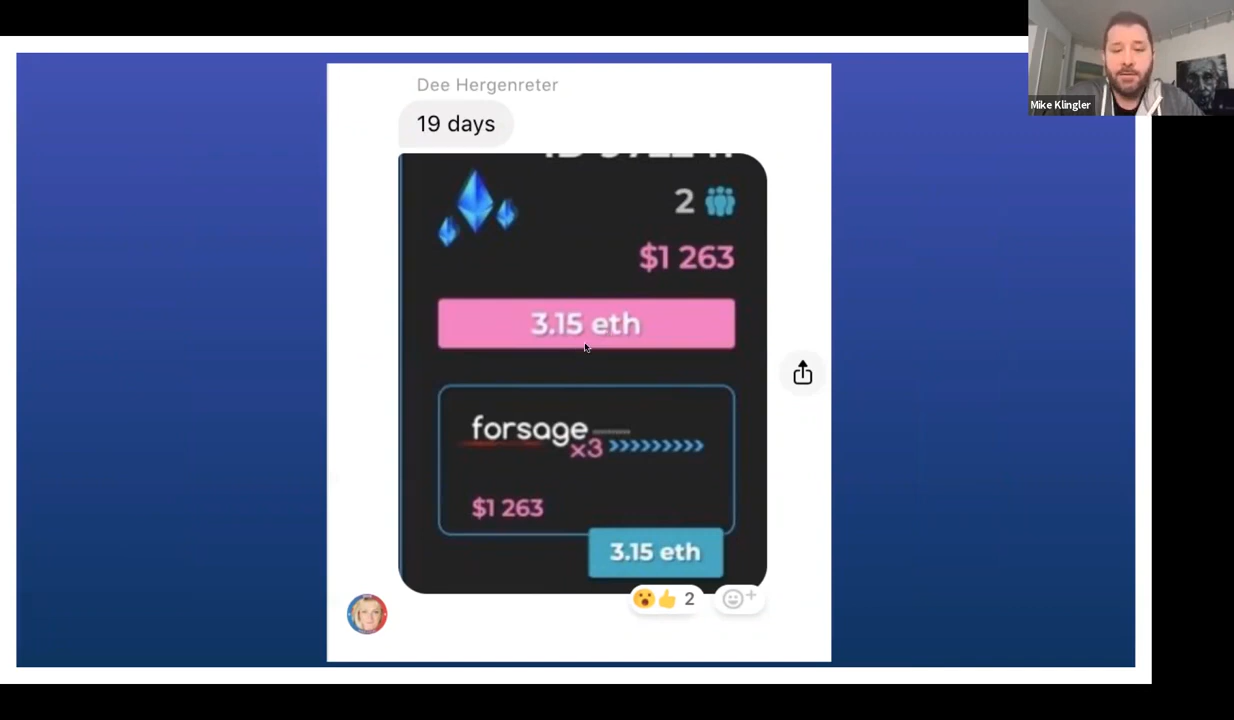 Dee Hergenreter
19 days
2
$1 263
3.15 eth
forsage
x3 »»»»»
$1 263
3.15 eth
2
Mike Klingler